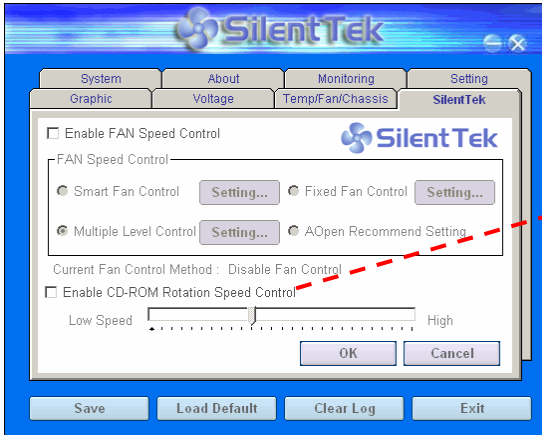 SilentTek
System About Monitoring Setting
Graphic Voltage Temp/Fan/Chassis SilentTek
Enable FAN Speed Control SilentTek
FAN Speed Control
Smart Fan Control Setting... Fixed Fan Control Setting...
Multiple Level Control Setting... AOpen Recommend Setting
Current Fan Control Method : Disable Fan Control
Enable CD-ROM Rotation Speed Control
Low Speed High
OK Cancel
Save Load Default Clear Log Exit